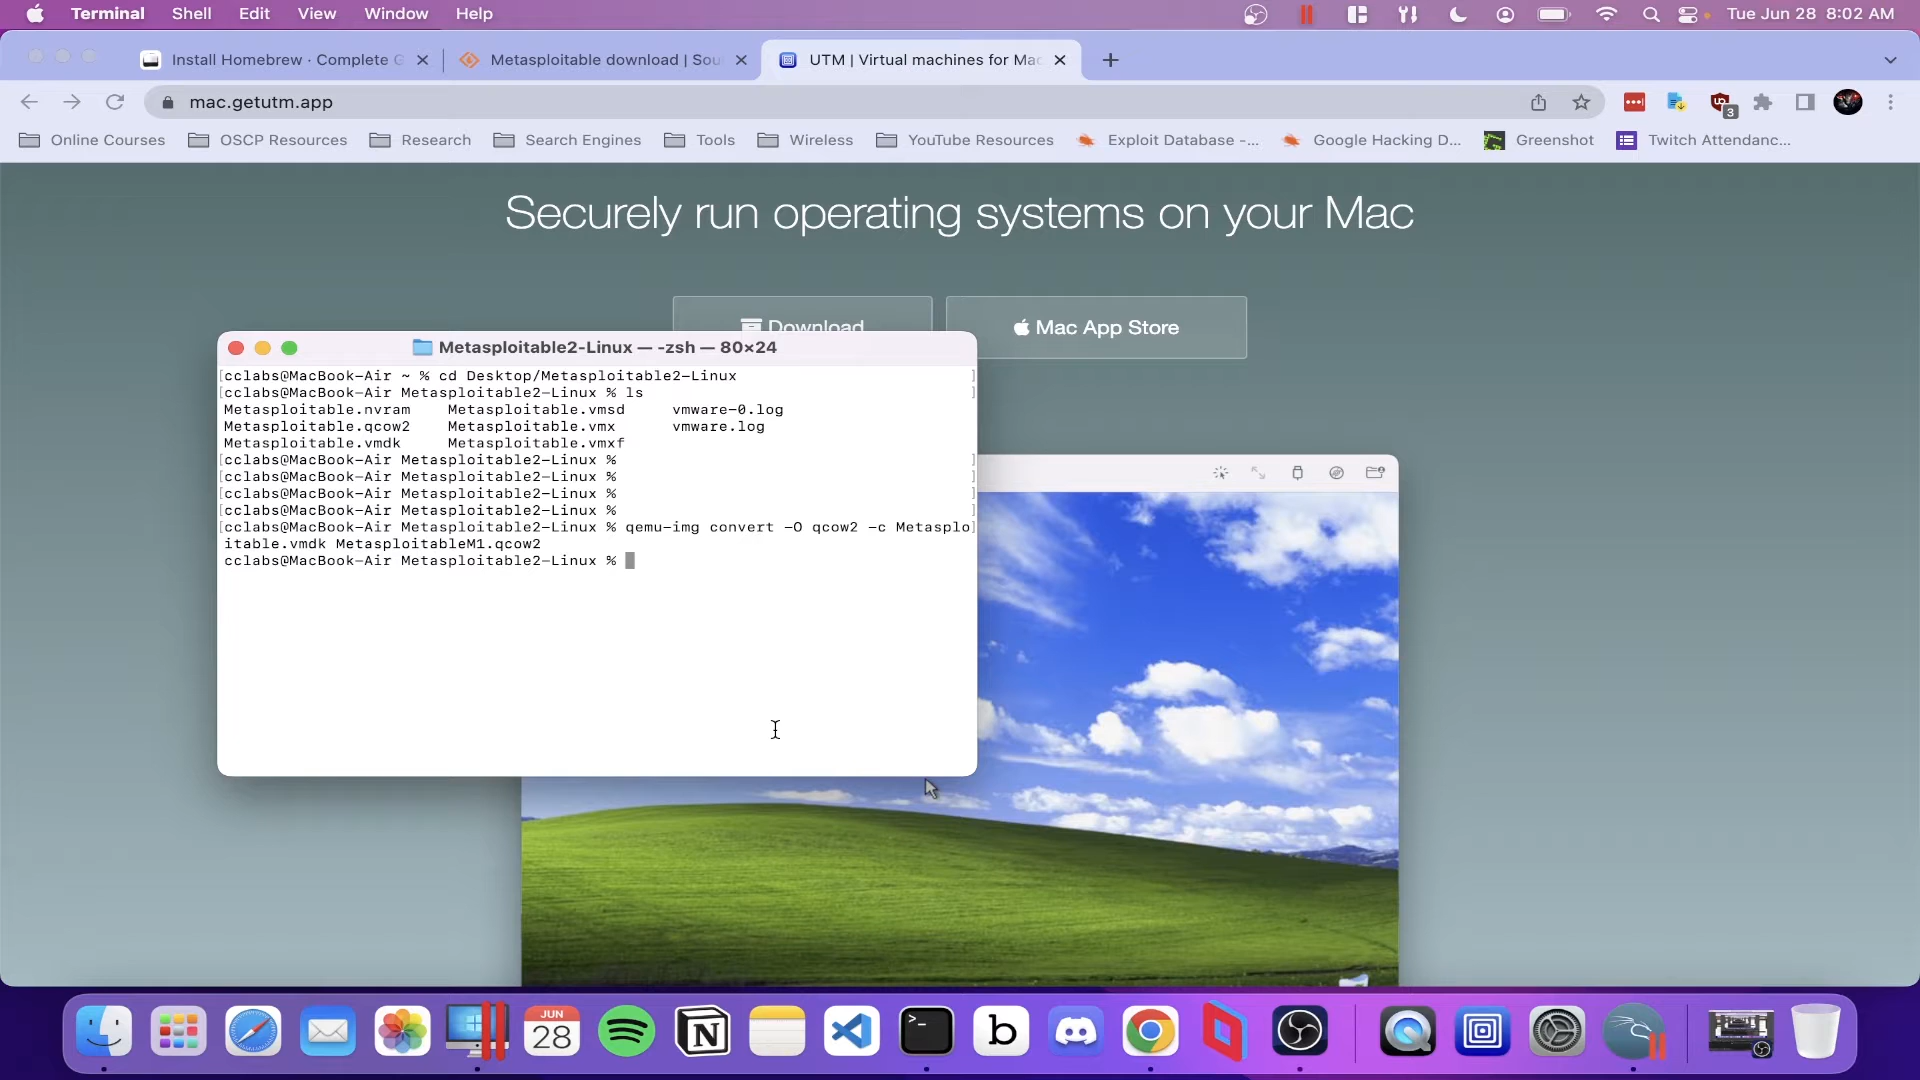 Terminal Shell Edit View Window Help Tue Jun 28 8:02 AM
Install Homebrew · Complete G Metasploitable download | Sou UTM | Virtual machines for Mac
mac.getutm.app
3
Online Courses OSCP Resources Research Search Engines Tools Wireless YouTube Resources Exploit Database -... Google Hacking D... Greenshot Twitch Attendanc...
Securely run operating systems on your Mac
Download Mac App Store
Metasploitable2-Linux — -zsh — 80×24
[cclabs@MacBook-Air ~ % cd Desktop/Metasploitable2-Linux ]
[cclabs@MacBook-Air Metasploitable2-Linux % ls ]
Metasploitable.nvram Metasploitable.vmsd vmware-0.log
Metasploitable.qcow2 Metasploitable.vmx vmware.log
Metasploitable.vmdk Metasploitable.vmxf
[cclabs@MacBook-Air Metasploitable2-Linux % ]
[cclabs@MacBook-Air Metasploitable2-Linux % ]
[cclabs@MacBook-Air Metasploitable2-Linux % ]
[cclabs@MacBook-Air Metasploitable2-Linux % ]
[cclabs@MacBook-Air Metasploitable2-Linux % qemu-img convert -O qcow2 -c Metasplo]
itable.vmdk MetasploitableM1.qcow2
cclabs@MacBook-Air Metasploitable2-Linux %
JUN
28